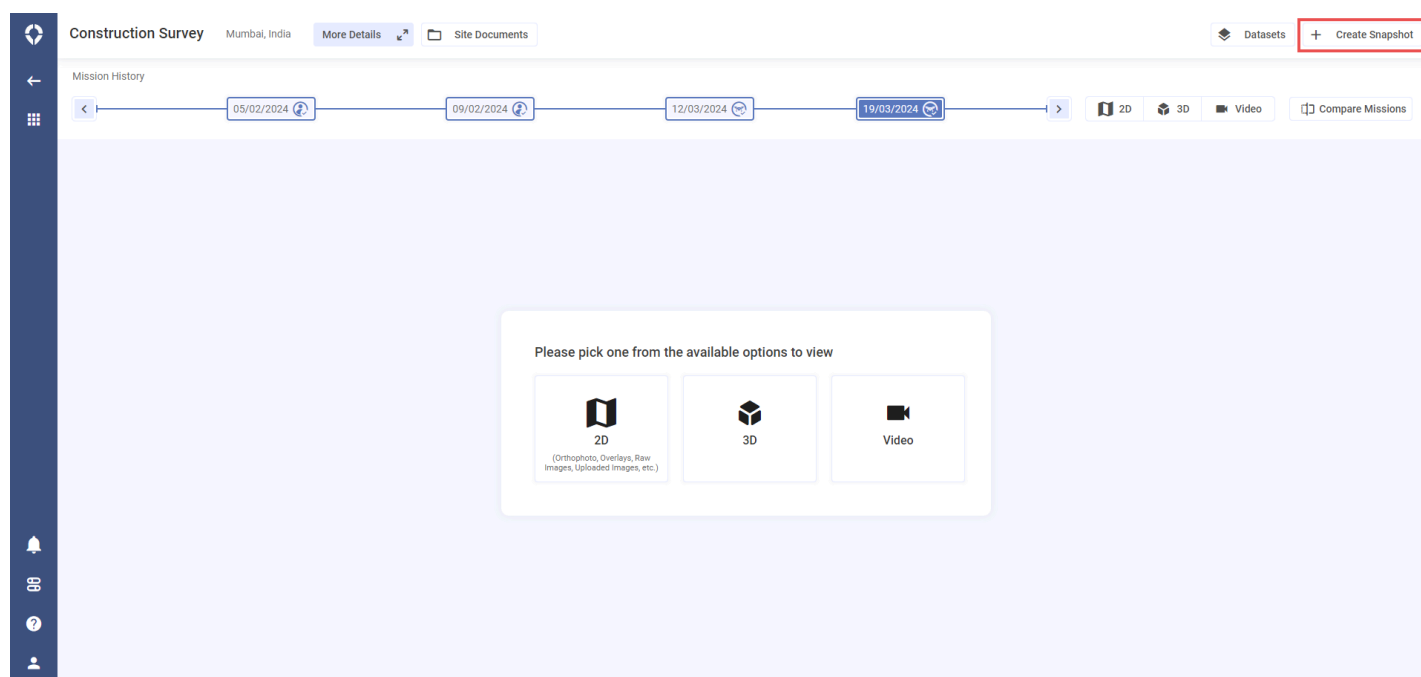 Construction Survey Mumbai, India More Details Site Documents Datasets + Create Snapshot
Mission History
05/02/2024 09/02/2024 12/03/2024 19/03/2024 2D 3D Video Compare Missions
Please pick one from the available options to view
2D 3D Video
(Orthophoto, Overlays, Raw
Images, Uploaded Images, etc.)